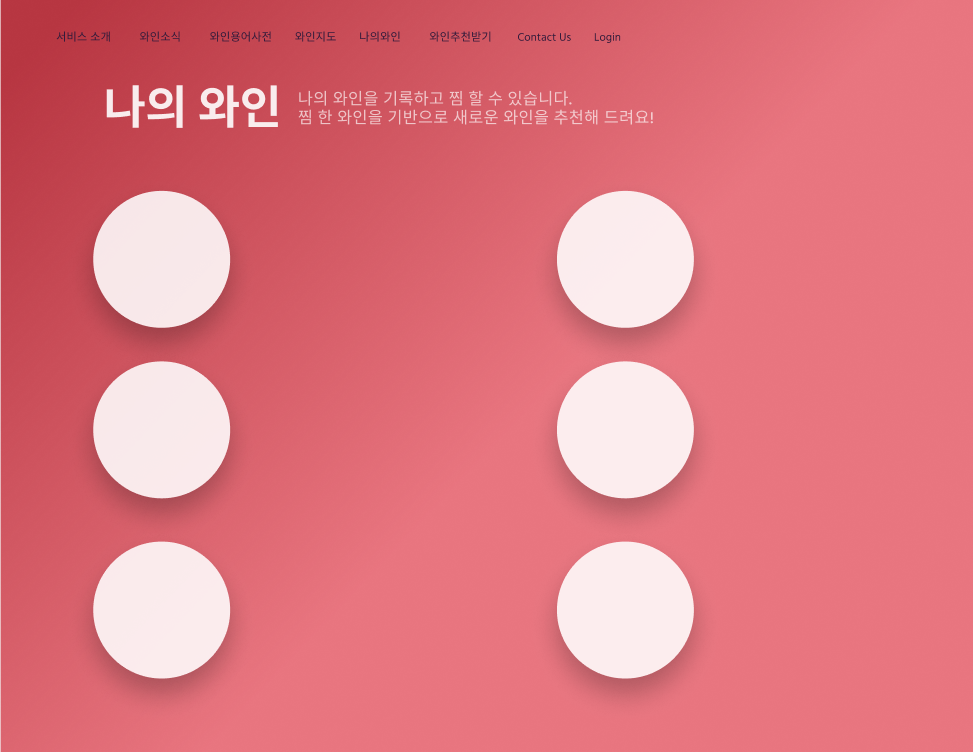 서비스 소개 와인소식 와인용어사전 와인지도 나의와인 와인추천받기 Contact Us Login
나의 와인
나의 와인을 기록하고 찜 할 수 있습니다.
찜 한 와인을 기반으로 새로운 와인을 추천해 드려요!